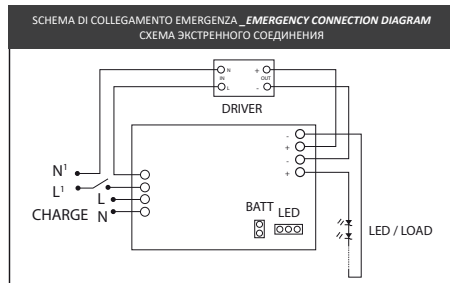 SCHEMA DI COLLEGAMENTO EMERGENZA _EMERGENCY CONNECTION DIAGRAM
СХЕМА ЭКСТРЕННОГО СОЕДИНЕНИЯ
N + 
IN OUT
L -
DRIVER
-
+
-
+
N¹
L¹
L
CHARGE N
BATT LED
LED / LOAD